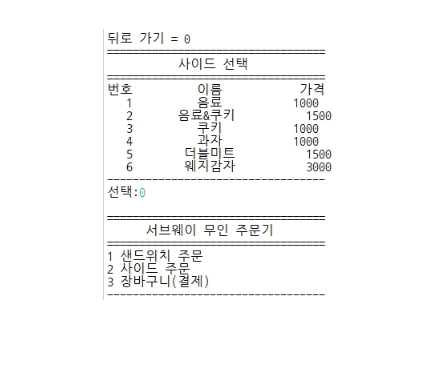 뒤로 가기 = 0
==================================
사이드 선택
==================================
번호 이름 가격
1 음료 1000
2 음료&쿠키 1500
3 쿠키 1000
4 과자 1000
5 더블미트 1500
6 웨지감자 3000
----------------------------------
선택:0
==================================
서브웨이 무인 주문기
==================================
1 샌드위치 주문
2 사이드 주문
3 장바구니(결제)
----------------------------------